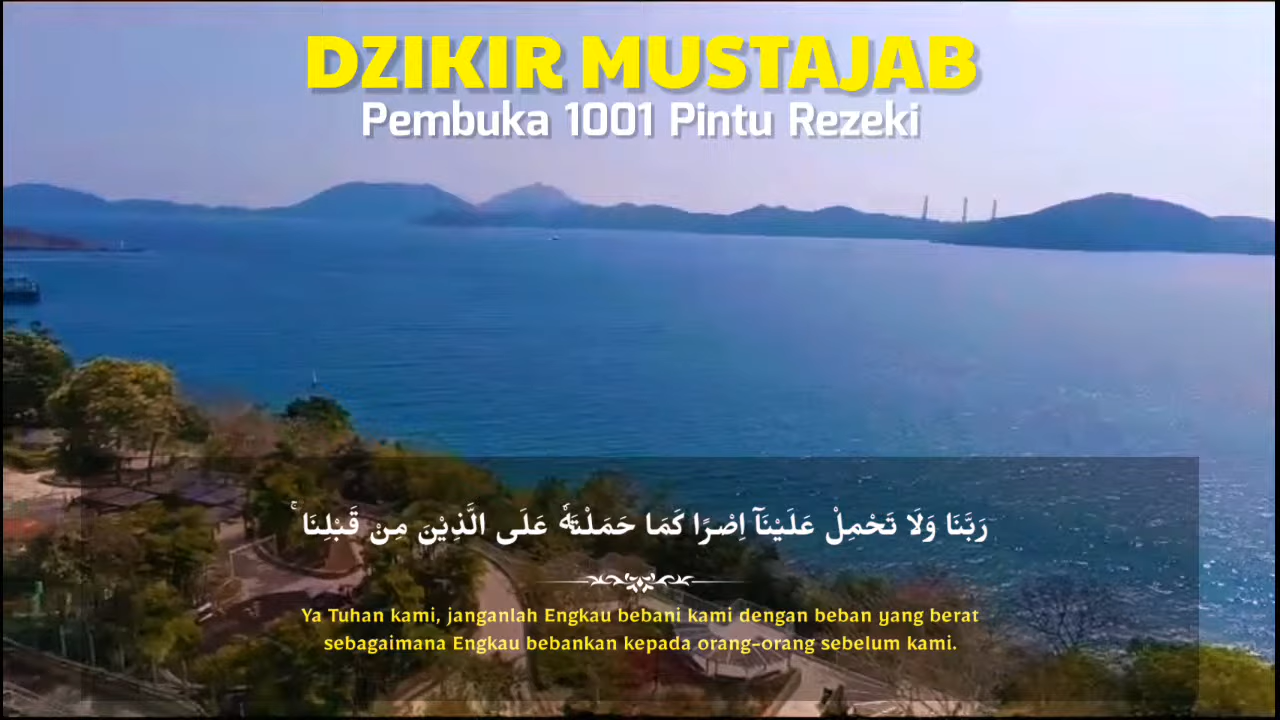 DZIKIR MUSTAJAB
Pembuka 1001 Pintu Rezeki
رَبَّنَا وَلَا تَحْمِلْ عَلَيْنَآ اِصْرًا كَمَا حَمَلْتَهٗ عَلَى الَّذِيْنَ مِنْ قَبْلِنَا ۚ
Ya Tuhan kami, janganlah Engkau bebani kami dengan beban yang berat
sebagaimana Engkau bebankan kepada orang-orang sebelum kami.